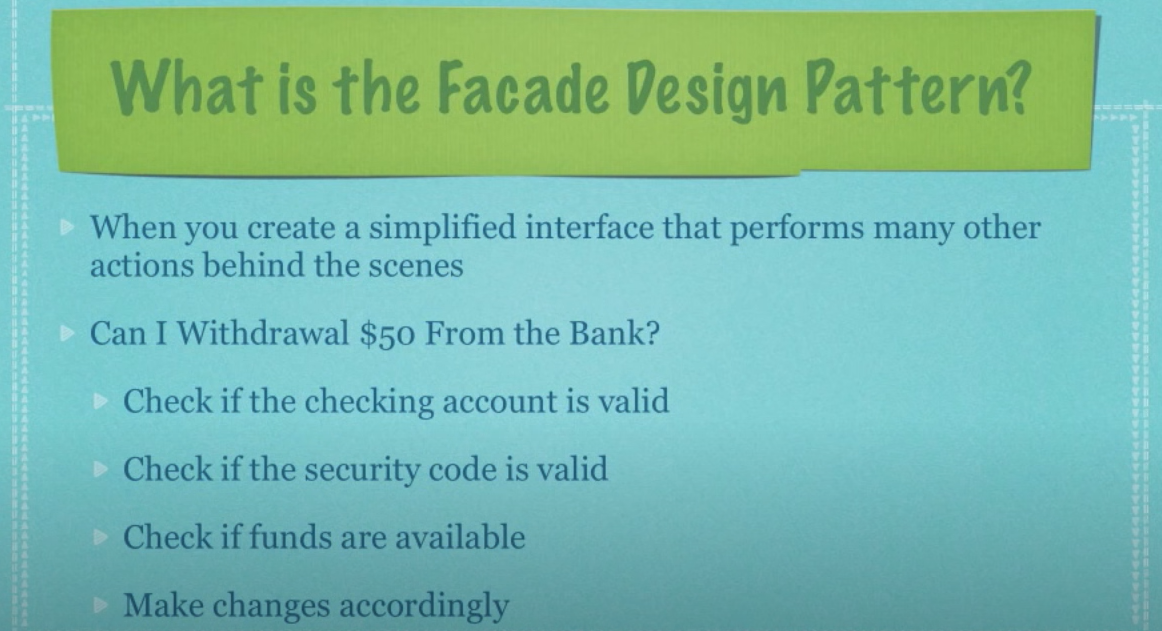 What is the Facade Design Pattern?
When you create a simplified interface that performs many other
actions behind the scenes
Can I Withdrawal $50 From the Bank?
Check if the checking account is valid
Check if the security code is valid
Check if funds are available
Make changes accordingly